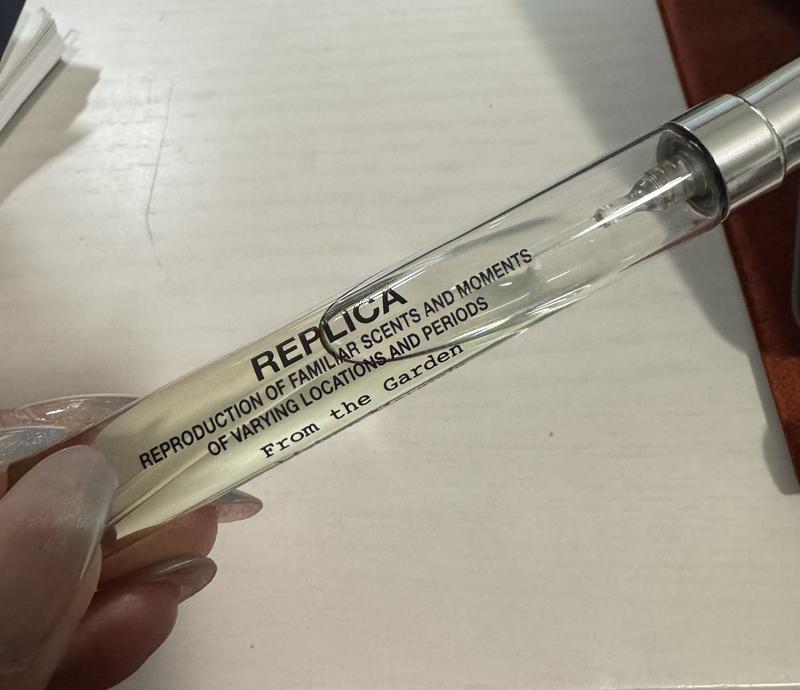 REPLICA
REPRODUCTION OF FAMILIAR SCENTS AND MOMENTS
OF VARYING LOCATIONS AND PERIODS
From the Garden